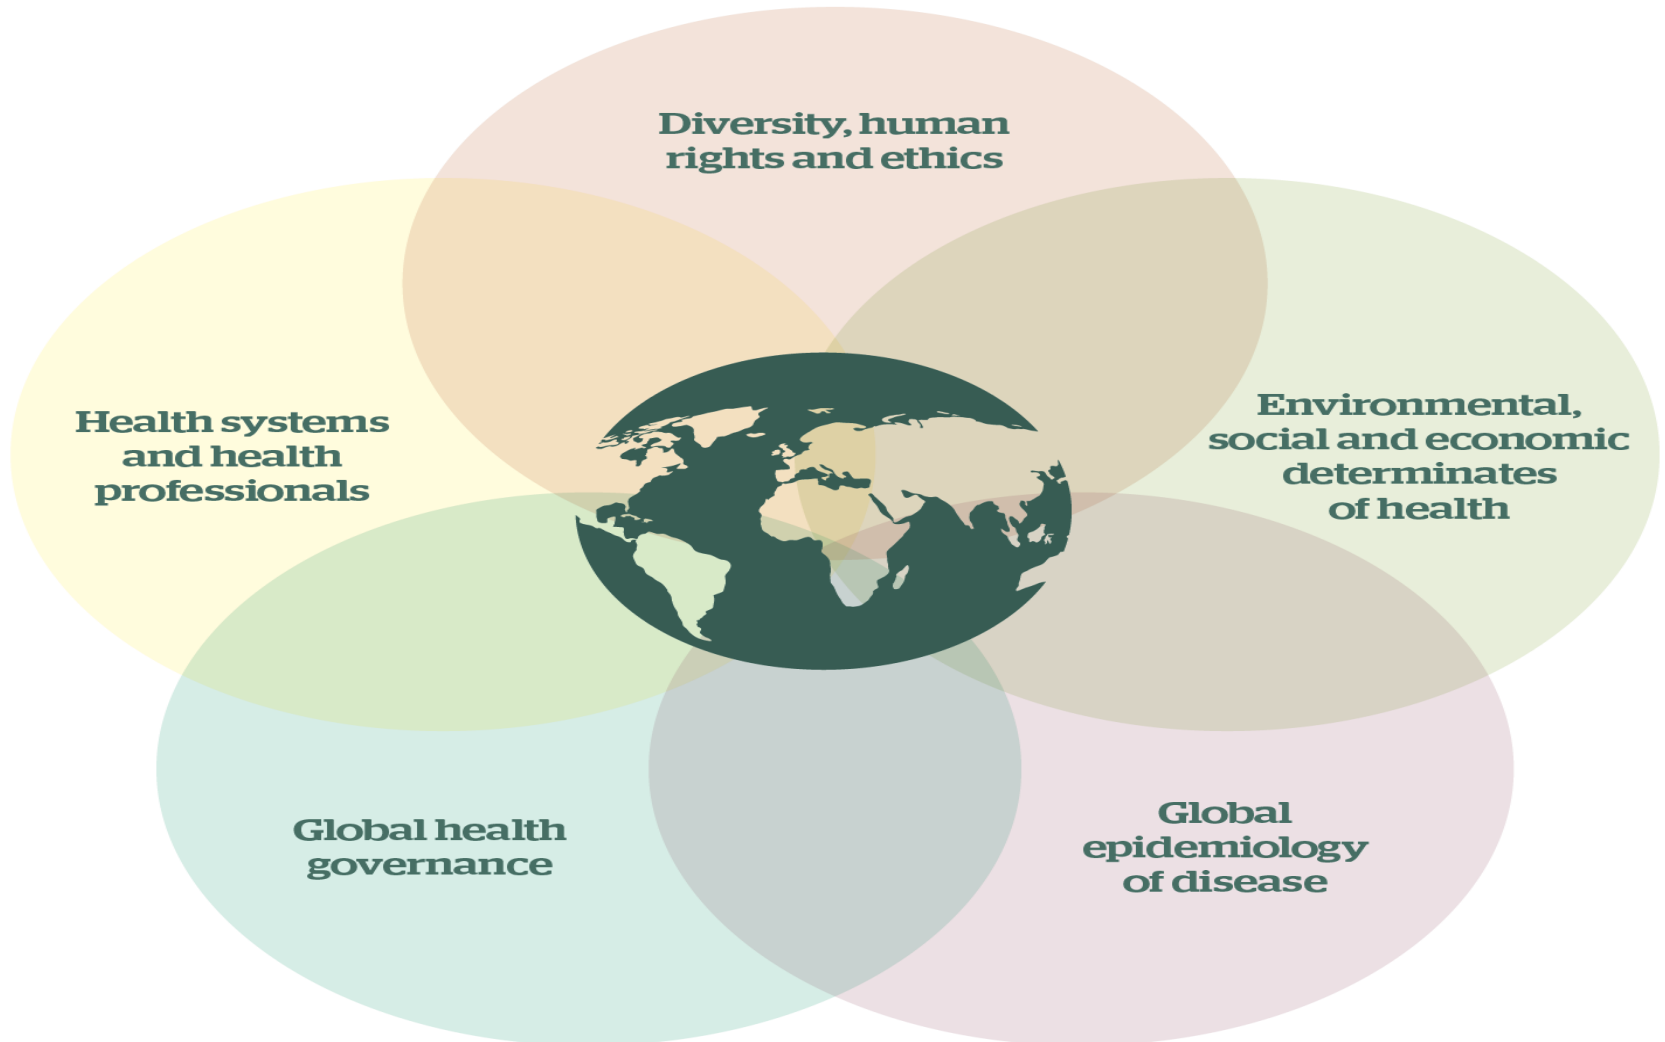 Diversity, human
rights and ethics
Health systems
and health
professionals
Environmental,
social and economic
determinates
of health
Global health
governance
Global
epidemiology
of disease